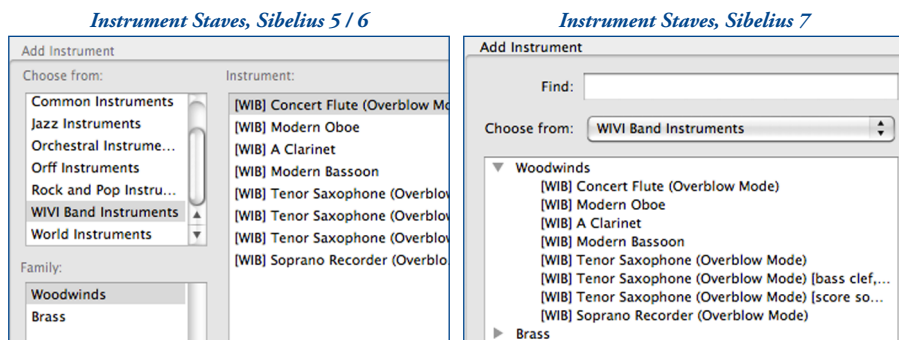 Instrument Staves, Sibelius 5 / 6
Add Instrument
Choose from:
Common Instruments
Jazz Instruments
Orchestral Instrume...
Orff Instruments
Rock and Pop Instru...
WIVI Band Instruments
World Instruments
Family:
Woodwinds
Brass
Instrument:
[WIB] Concert Flute (Overblow Mo
[WIB] Modern Oboe
[WIB] A Clarinet
[WIB] Modern Bassoon
[WIB] Tenor Saxophone (Overblow
[WIB] Tenor Saxophone (Overblow
[WIB] Tenor Saxophone (Overblow
[WIB] Soprano Recorder (Overblo
Instrument Staves, Sibelius 7
Add Instrument
Find:
Choose from: WIVI Band Instruments
Woodwinds
[WIB] Concert Flute (Overblow Mode)
[WIB] Modern Oboe
[WIB] A Clarinet
[WIB] Modern Bassoon
[WIB] Tenor Saxophone (Overblow Mode)
[WIB] Tenor Saxophone (Overblow Mode) [bass clef,...
[WIB] Tenor Saxophone (Overblow Mode) [score so...
[WIB] Soprano Recorder (Overblow Mode)
Brass